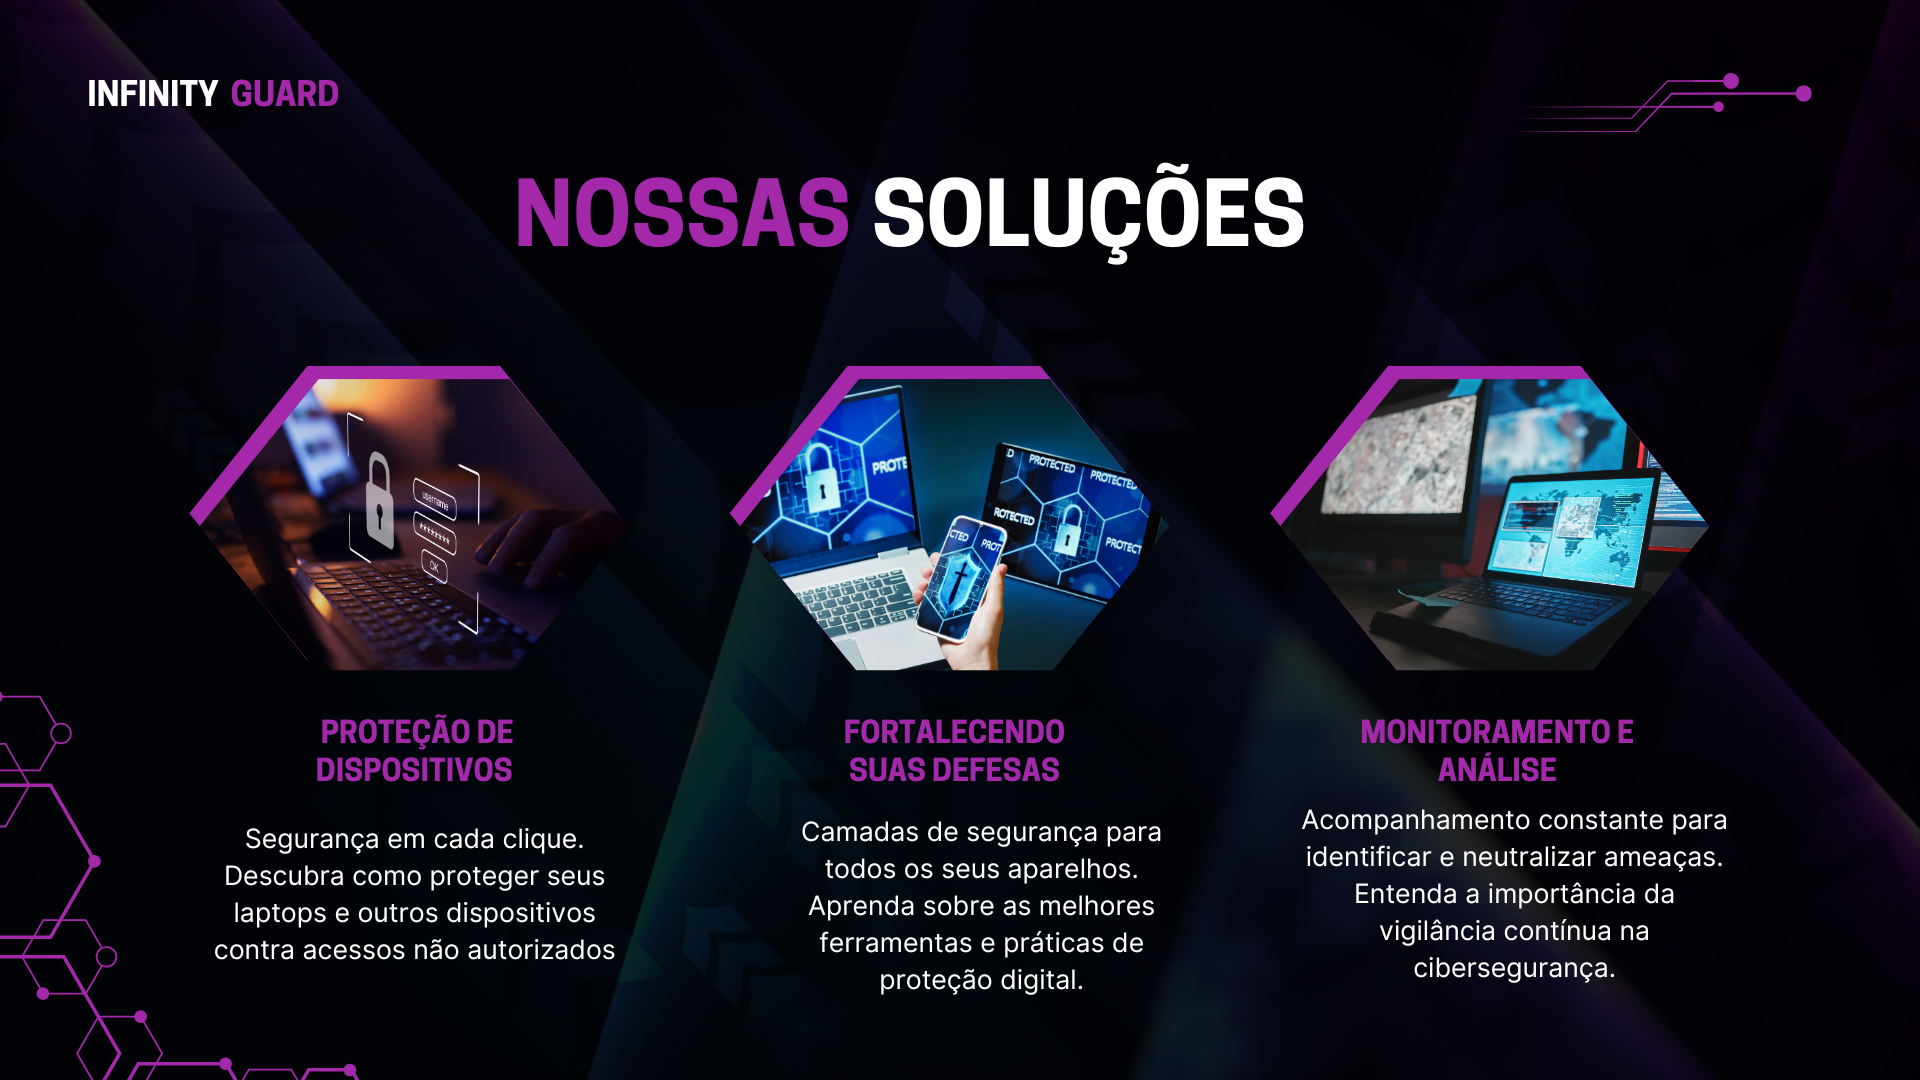 INFINITY GUARD
NOSSAS SOLUÇÕES
username
********
OK
PROTE
D
PROTECTED
PROTECTED
ROTECTED
PROTECT
CTED
PROT
PROTEÇÃO DE
DISPOSITIVOS
Segurança em cada clique.
Descubra como proteger seus
laptops e outros dispositivos
contra acessos não autorizados
FORTALECENDO
SUAS DEFESAS
Camadas de segurança para
todos os seus aparelhos.
Aprenda sobre as melhores
ferramentas e práticas de
proteção digital.
MONITORAMENTO E
ANÁLISE
Acompanhamento constante para
identificar e neutralizar ameaças.
Entenda a importância da
vigilância contínua na
cibersegurança.